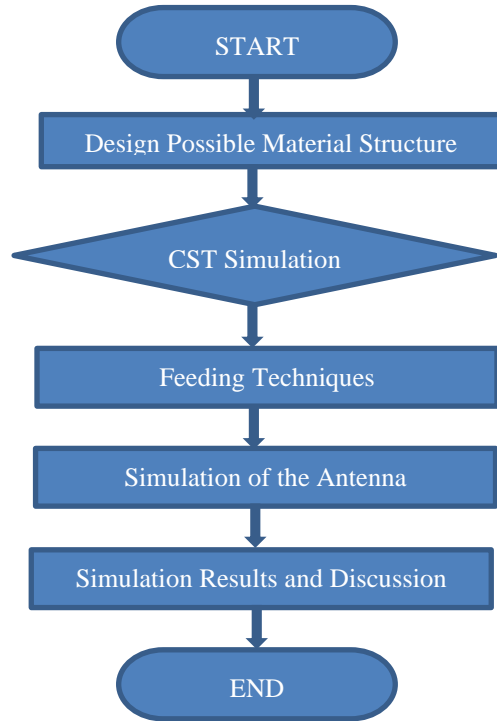 START
Design Possible Material Structure
CST Simulation
Feeding Techniques
Simulation of the Antenna
Simulation Results and Discussion
END